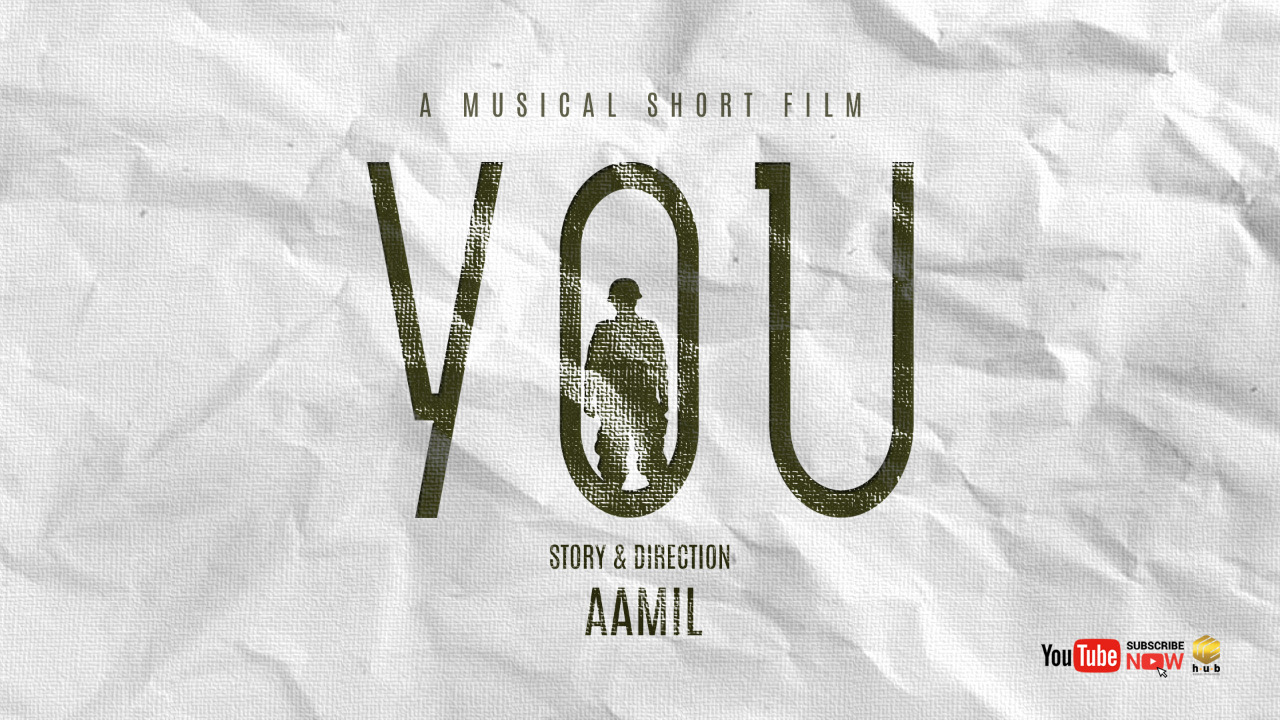 A MUSICAL SHORT FILM
YOU
STORY & DIRECTION
AAMIL
YouTube
SUBSCRIBE
NOW
hub